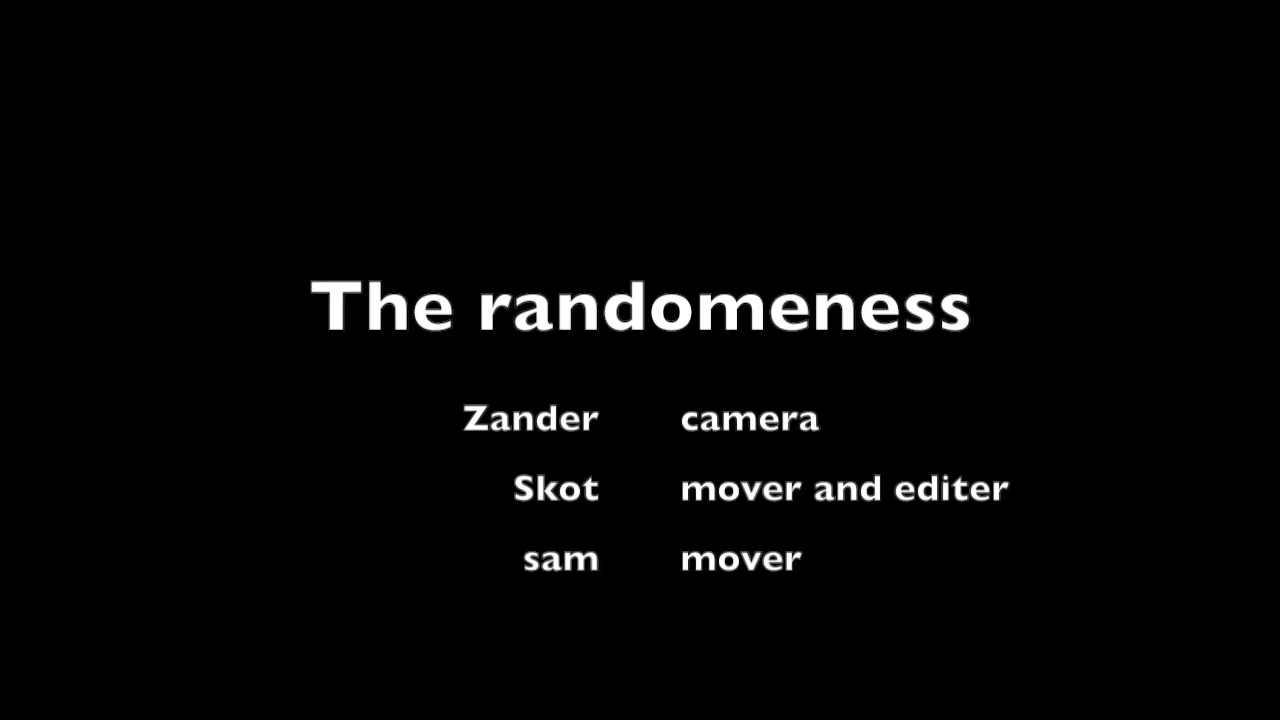 The randomeness
Zander camera
Skot mover and editer
sam mover